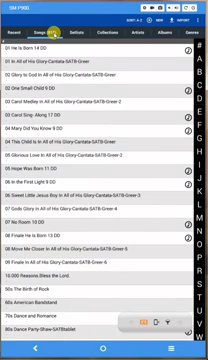 SM P900
SORT: A-Z NEW IMPORT
Recent Songs Setlists Collections Artists Albums Genres
01 He is Born 14 DD
01 In All of His Glory-Cantata-SATB-Greer
02 Glory to God in All of His Glory-Cantata-SATB-Greer
02 One Small Child 9 DD
03 Carol Medley In All of His Glory-Cantata-SATB-Greer-2
03 Carol Sing- Along 17 DD
04 Mary Did You Know 9 DD
04 This Child Is In All of His Glory-Cantata-SATB-Greer
05 Glorious Love In All of His Glory-Cantata-SATB-Greer-2
05 Hope Was Born 11 DD
06 In the First Light 9 DD
06 Sweet Little Jesus Boy In All of His Glory-Cantata-SATB-Greer-3
07 Gods Glory In All of His Glory-Cantata-SATB-Greer-4
07 No Room 10 DD
08 Finale He is Born 13 DD
08 Move Me Closer In All of His Glory-Cantata-SATB-Greer-5
09 Finale In All of His Glory-Cantata-SATB-Greer-6
10,000 Reasons Bless the Lord
50s The Birth of Rock
60s American Bandstand
70s Dance and Romance
80s Dance Party-Shaw-SATBsldet
#
A
B
C
D
E
F
G
H
I
J
K
L
M
N
O
P
Q
R
S
T
U
V
W
X
Y
Z